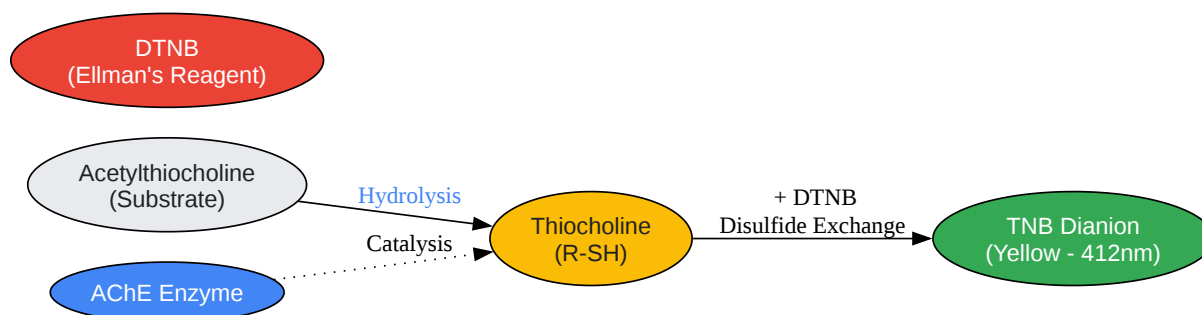 DTNB
(Ellman's Reagent)
Acetylthiocholine
(Substrate)
Hydrolysis
AChE Enzyme
Catalysis
Thiocholine
(R-SH)
+ DTNB
Disulfide Exchange
TNB Dianion
(Yellow - 412nm)